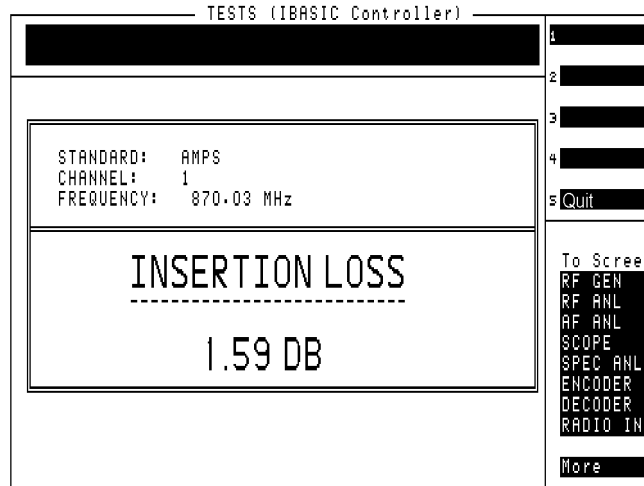 TESTS (IBASIC Controller)
1
2
3
4
5 Quit
STANDARD: AMPS
CHANNEL: 1
FREQUENCY: 870.03 MHz
INSERTION LOSS
1.59 DB
To Scree
RF GEN
RF ANL
AF ANL
SCOPE
SPEC ANL
ENCODER
DECODER
RADIO IN
More